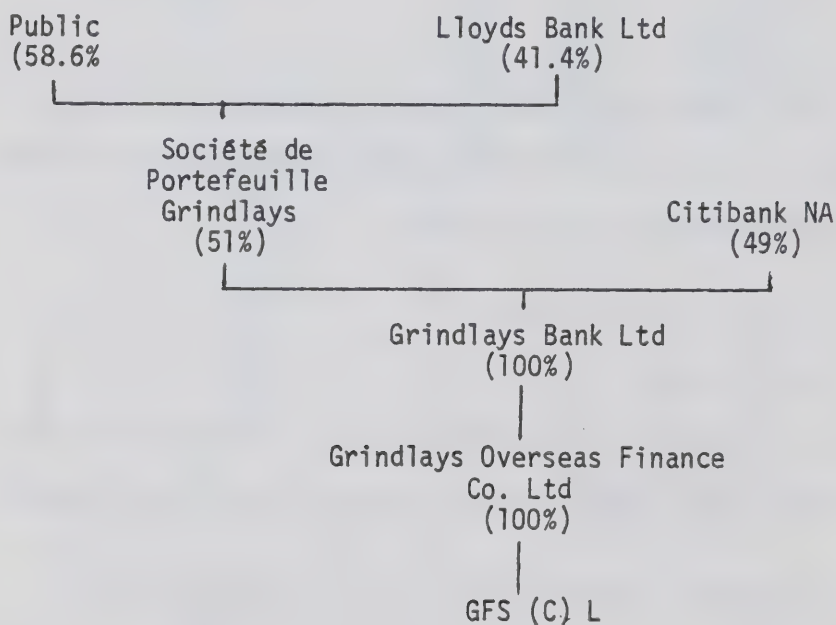 Public
(58.6%
Lloyds Bank Ltd
(41.4%)
Société de
Portefeuille
Grindlays
(51%)
Citibank NA
(49%)
Grindlays Bank Ltd
(100%)
Grindlays Overseas Finance
Co. Ltd
(100%)
GFS (C) L